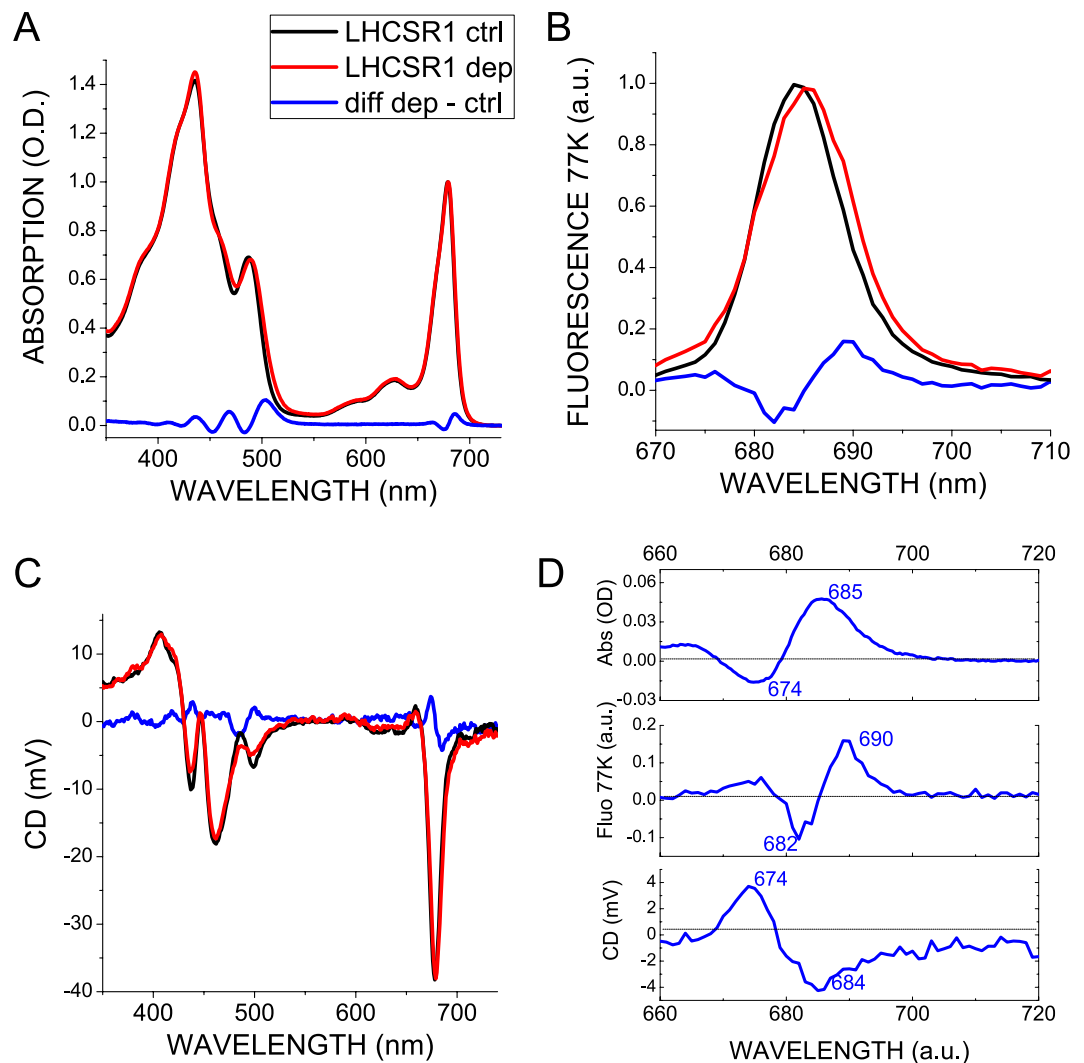 A
LHCSR1 ctrl
LHCSR1 dep
diff dep - ctrl
ABSORPTION (O.D.)
1.4
1.2
1.0
0.8
0.6
0.4
0.2
0.0
400 500 600 700
WAVELENGTH (nm)
B
FLUORESCENCE 77K (a.u.)
1.0
0.8
0.6
0.4
0.2
0.0
670 680 690 700 710
WAVELENGTH (nm)
C
CD (mV)
10
0
-10
-20
-30
-40
400 500 600 700
WAVELENGTH (nm)
D
660 680 700 720
Abs (OD)
0.06
0.03
0.00
-0.03
685
674
Fluo 77K (a.u.)
0.2
0.1
0.0
-0.1
690
682
CD (mV)
4
2
0
-2
-4
674
684
660 680 700 720
WAVELENGTH (a.u.)